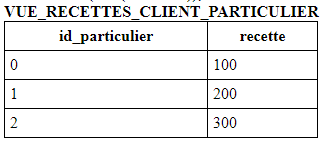 VUE_RECETTES_CLIENT_PARTICULIER
id_particulier recette
0 100
1 200
2 300